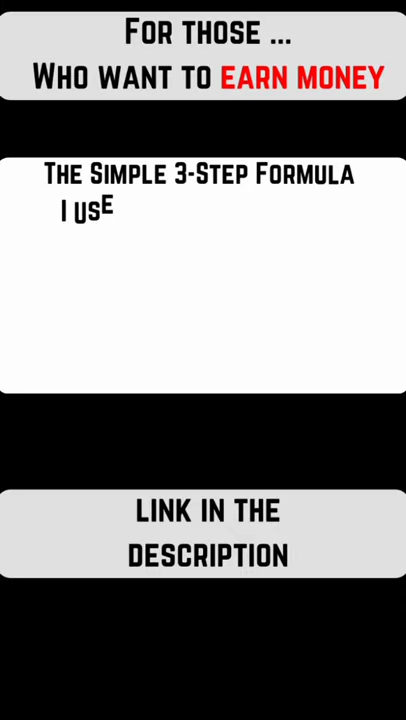 For those ...
Who want to earn money
The Simple 3-Step Formula
I use
LINK IN THE
DESCRIPTION